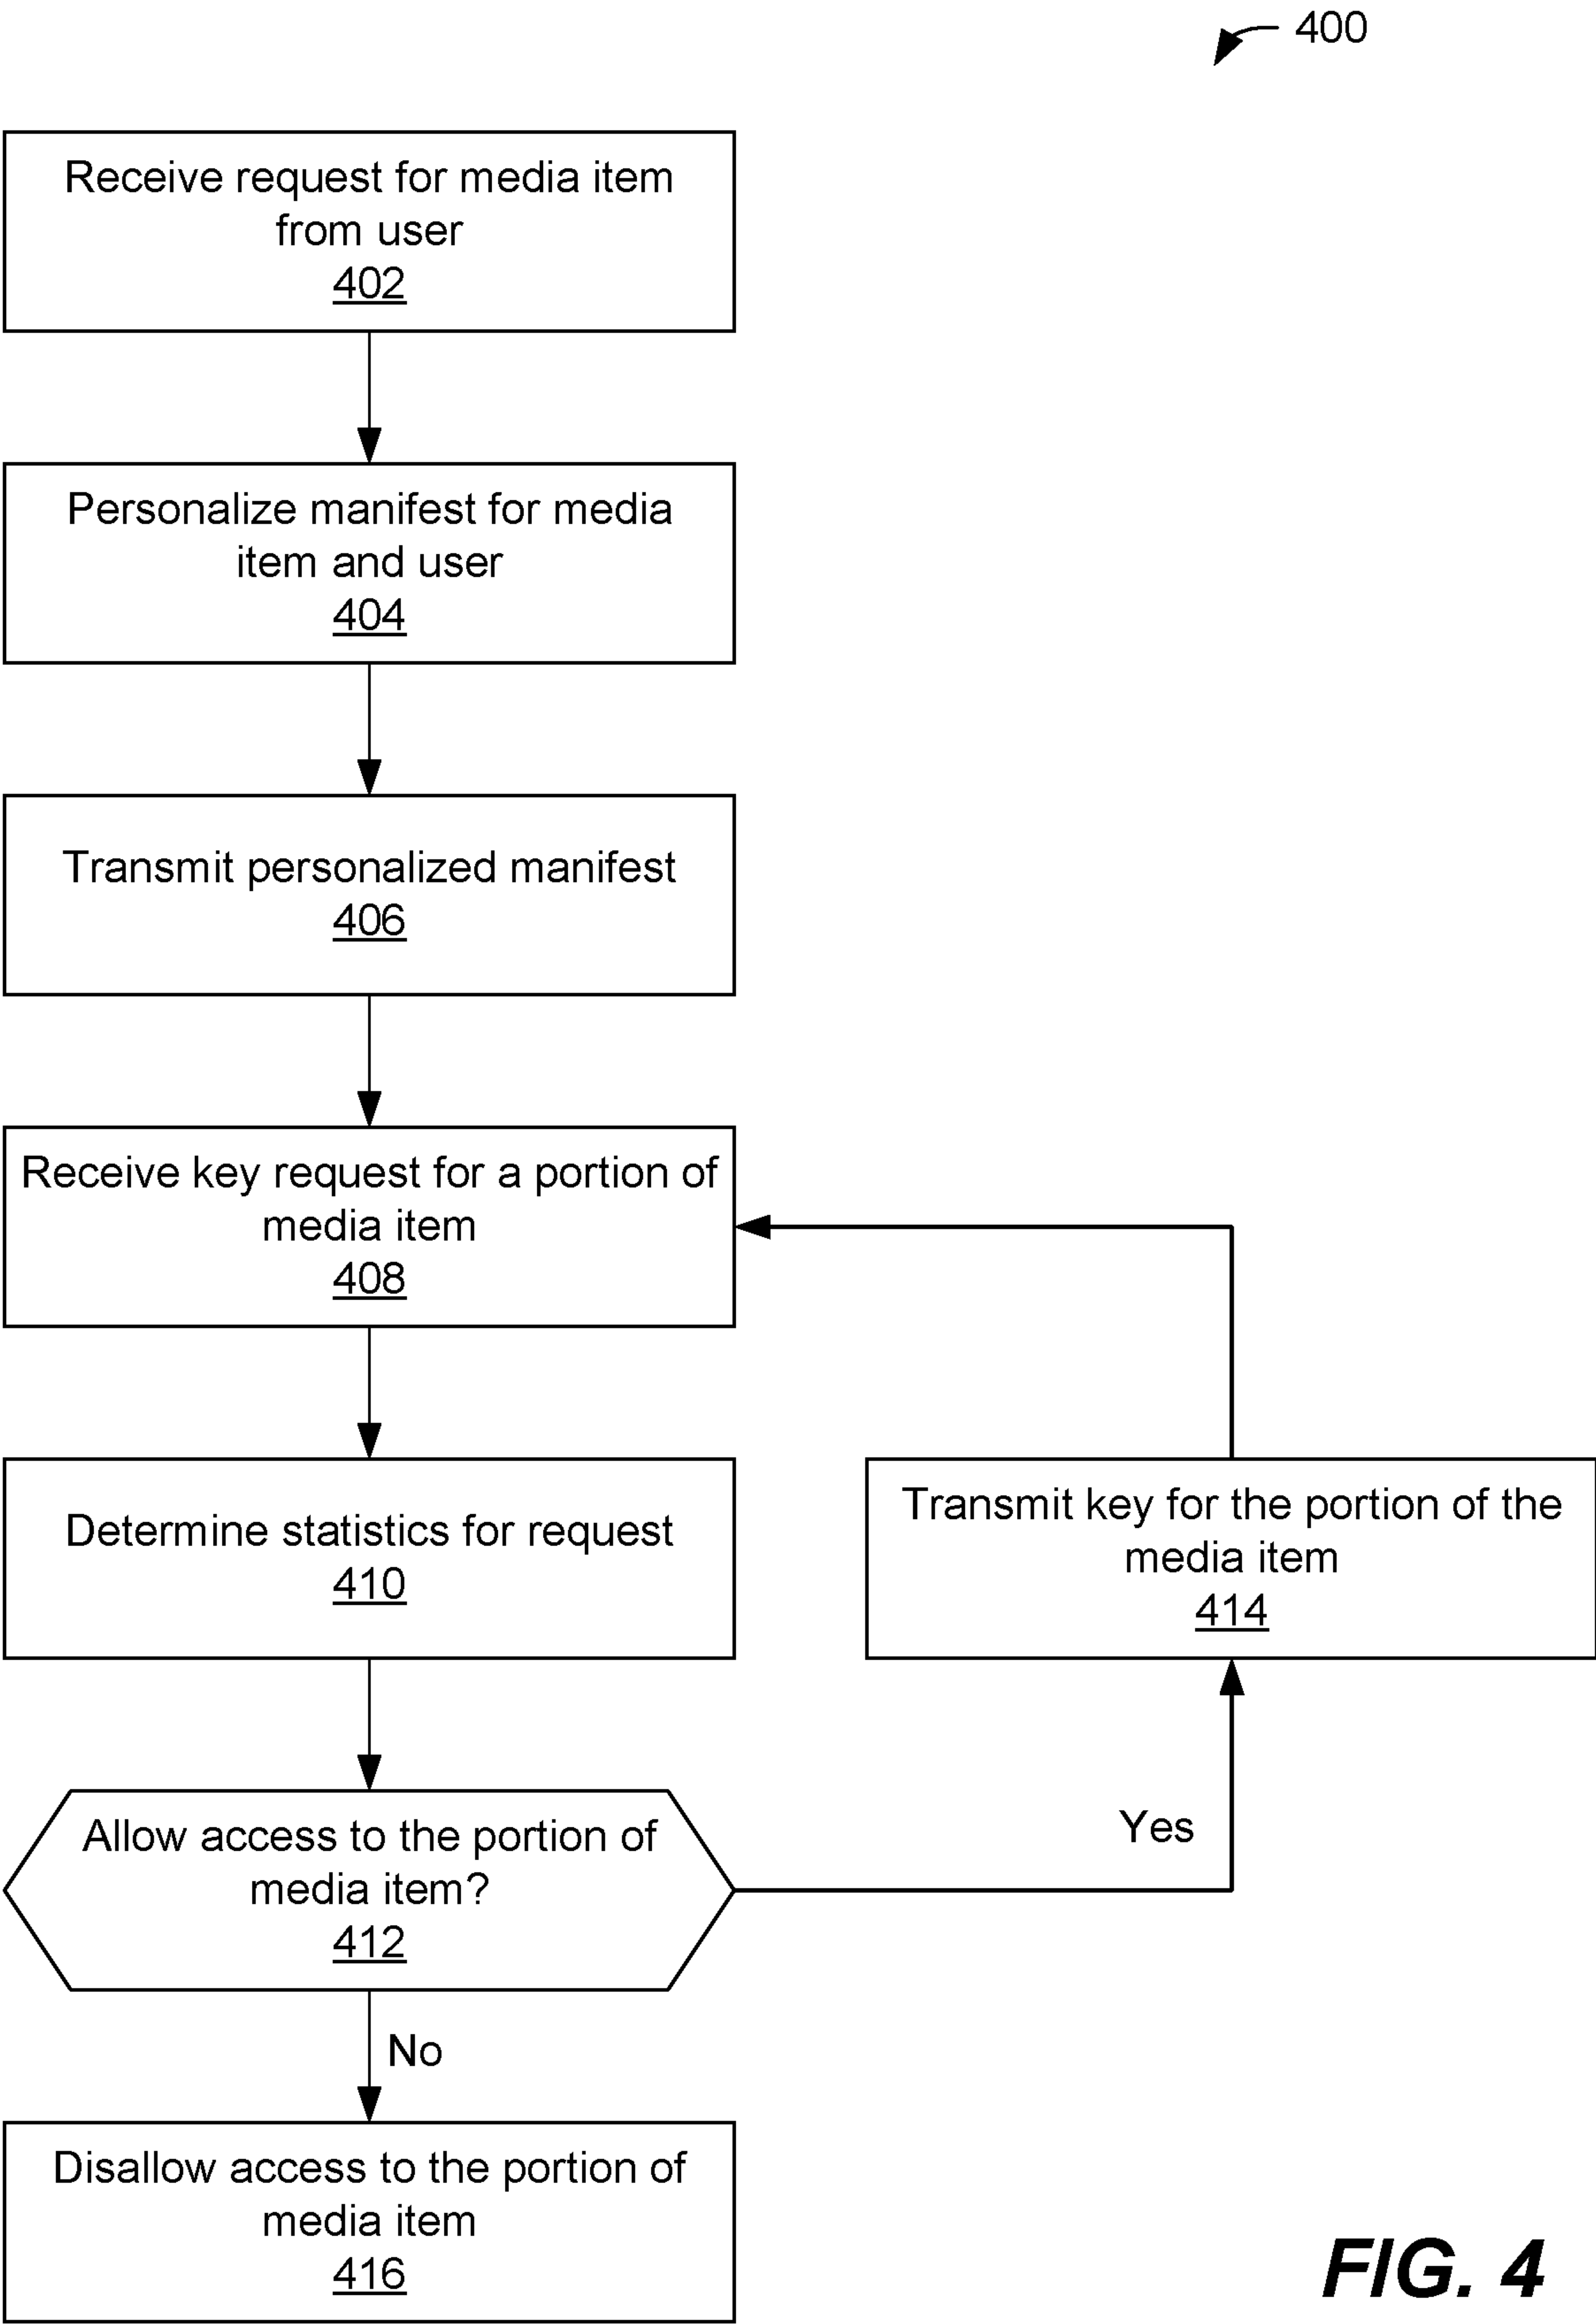 400
Receive request for media item
from user
402
Personalize manifest for media
item and user
404
Transmit personalized manifest
406
Receive key request for a portion of
media item
408
Determine statistics for request
410
Transmit key for the portion of the
media item
414
Allow access to the portion of
media item?
412
Yes
No
Disallow access to the portion of
media item
416
FIG. 4